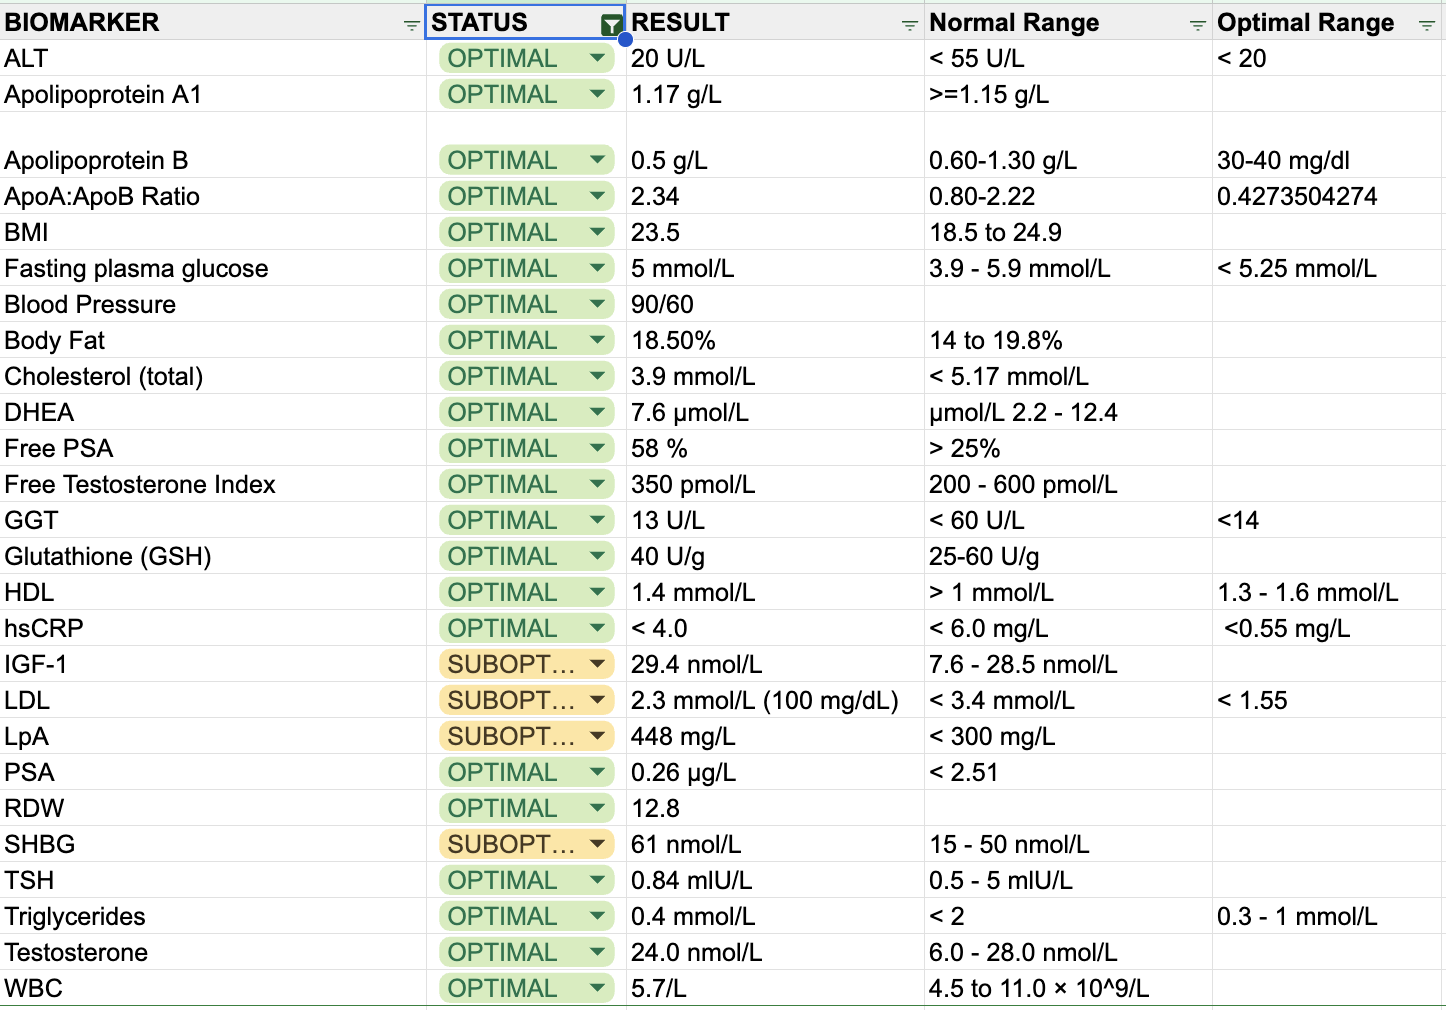 BIOMARKER STATUS RESULT Normal Range Optimal Range
ALT OPTIMAL 20 U/L < 55 U/L < 20
Apolipoprotein A1 OPTIMAL 1.17 g/L >=1.15 g/L
Apolipoprotein B OPTIMAL 0.5 g/L 0.60-1.30 g/L 30-40 mg/dl
ApoA:ApoB Ratio OPTIMAL 2.34 0.80-2.22 0.4273504274
BMI OPTIMAL 23.5 18.5 to 24.9
Fasting plasma glucose OPTIMAL 5 mmol/L 3.9 - 5.9 mmol/L < 5.25 mmol/L
Blood Pressure OPTIMAL 90/60
Body Fat OPTIMAL 18.50% 14 to 19.8%
Cholesterol (total) OPTIMAL 3.9 mmol/L < 5.17 mmol/L
DHEA OPTIMAL 7.6 μmol/L μmol/L 2.2 - 12.4
Free PSA OPTIMAL 58 % > 25%
Free Testosterone Index OPTIMAL 350 pmol/L 200 - 600 pmol/L
GGT OPTIMAL 13 U/L < 60 U/L <14
Glutathione (GSH) OPTIMAL 40 U/g 25-60 U/g
HDL OPTIMAL 1.4 mmol/L > 1 mmol/L 1.3 - 1.6 mmol/L
hsCRP OPTIMAL < 4.0 < 6.0 mg/L <0.55 mg/L
IGF-1 SUBOPT... 29.4 nmol/L 7.6 - 28.5 nmol/L
LDL SUBOPT... 2.3 mmol/L (100 mg/dL) < 3.4 mmol/L < 1.55
LpA SUBOPT... 448 mg/L < 300 mg/L
PSA OPTIMAL 0.26 μg/L < 2.51
RDW OPTIMAL 12.8
SHBG SUBOPT... 61 nmol/L 15 - 50 nmol/L
TSH OPTIMAL 0.84 mIU/L 0.5 - 5 mIU/L
Triglycerides OPTIMAL 0.4 mmol/L < 2 0.3 - 1 mmol/L
Testosterone OPTIMAL 24.0 nmol/L 6.0 - 28.0 nmol/L
WBC OPTIMAL 5.7/L 4.5 to 11.0 × 10^9/L